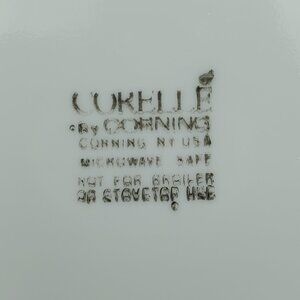 CORELLE
BY CORNING
CORNING NY USA
MICROWAVE SAFE
NOT FOR BROILER
OR STOVETOP USE